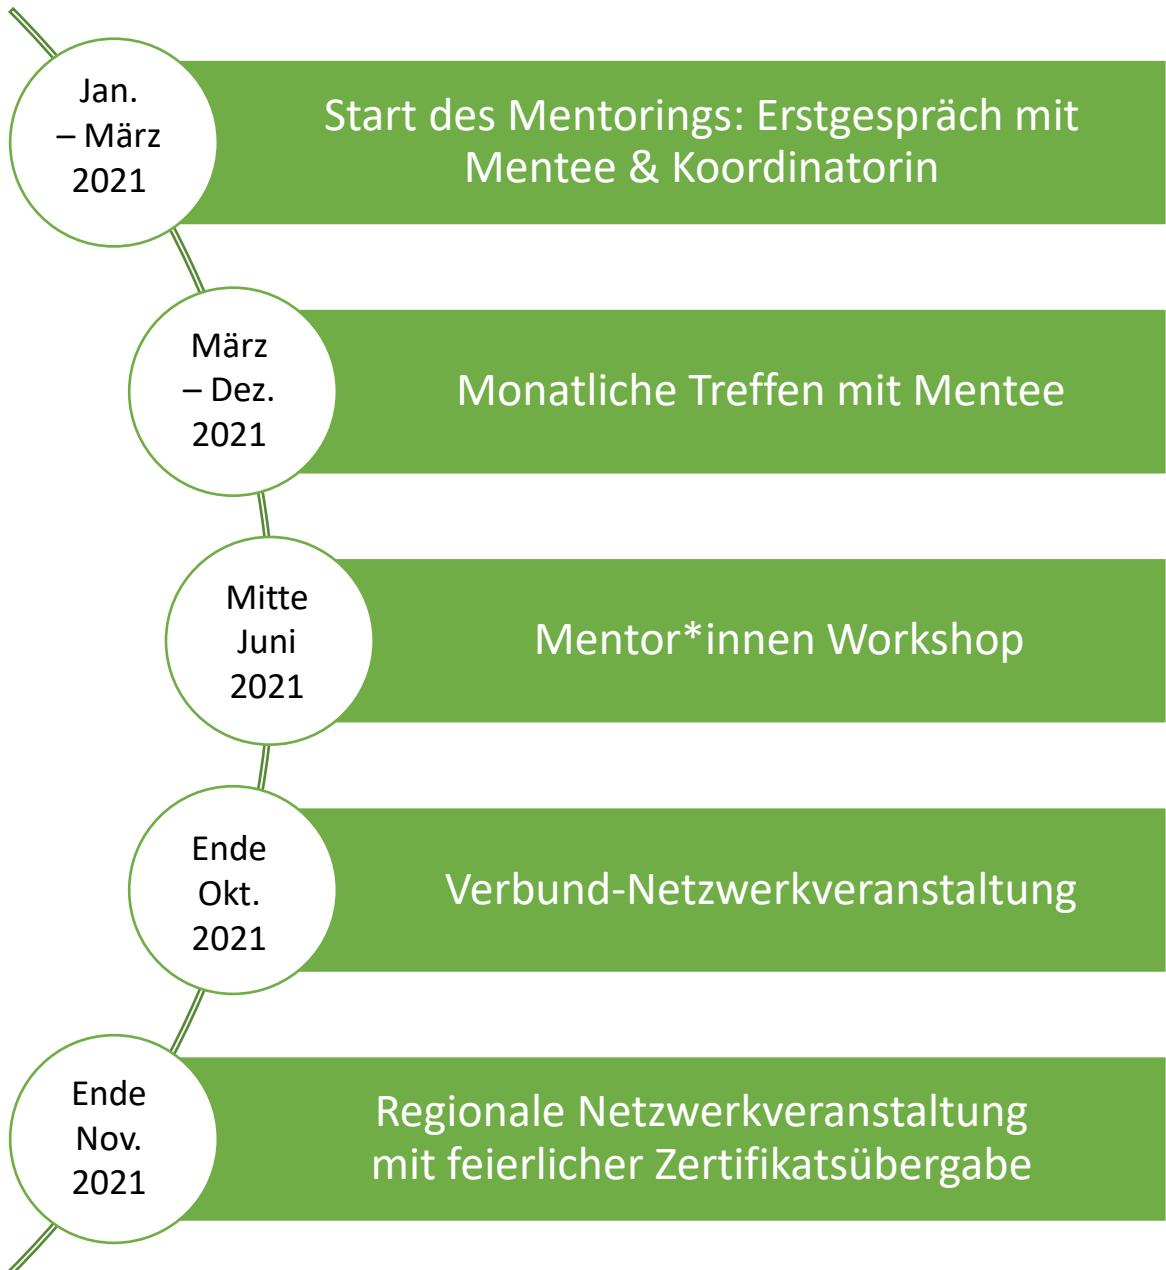 Jan.
– März
2021
Start des Mentorings: Erstgespräch mit
Mentee & Koordinatorin
März
– Dez.
2021
Monatliche Treffen mit Mentee
Mitte
Juni
2021
Mentor*innen Workshop
Ende
Okt.
2021
Verbund-Netzwerkveranstaltung
Ende
Nov.
2021
Regionale Netzwerkveranstaltung
mit feierlicher Zertifikatsübergabe